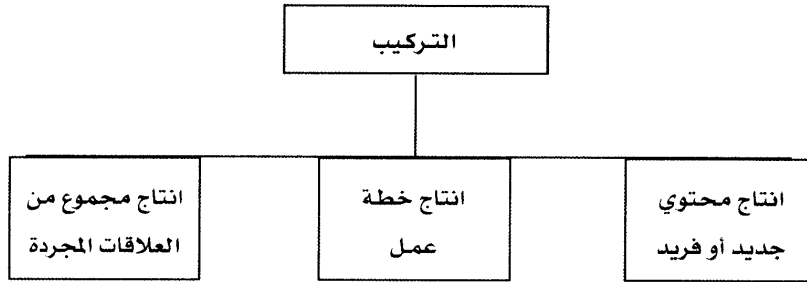 التركيب
انتاج محتوي
جديد أو فريد
انتاج خطة
عمل
انتاج مجموع من
العلاقات المجردة